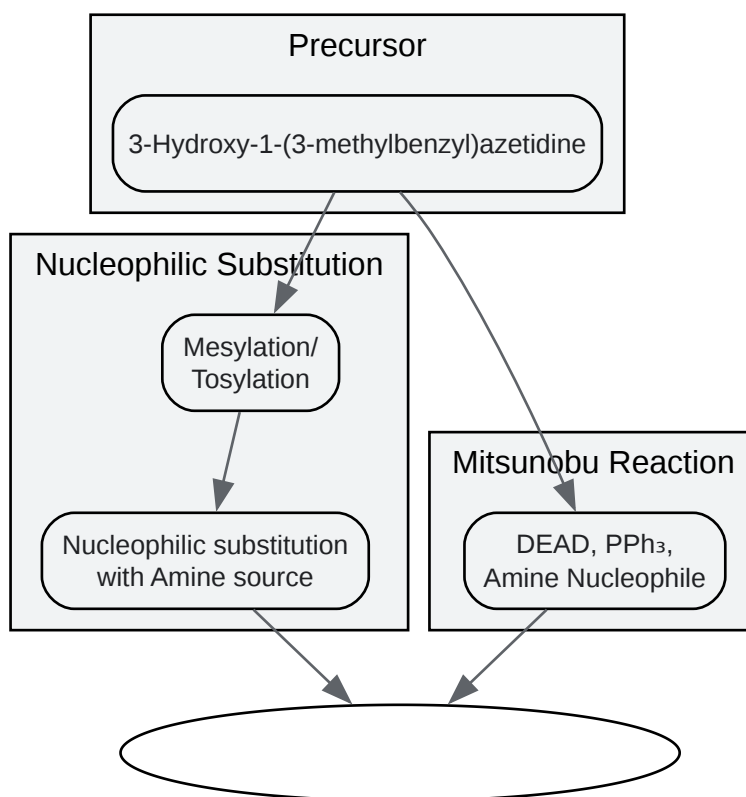 Precursor
3-Hydroxy-1-(3-methylbenzyl)azetidine
Nucleophilic Substitution
Mesylation/
Tosylation
Nucleophilic substitution
with Amine source
Mitsunobu Reaction
DEAD, PPh₃,
Amine Nucleophile